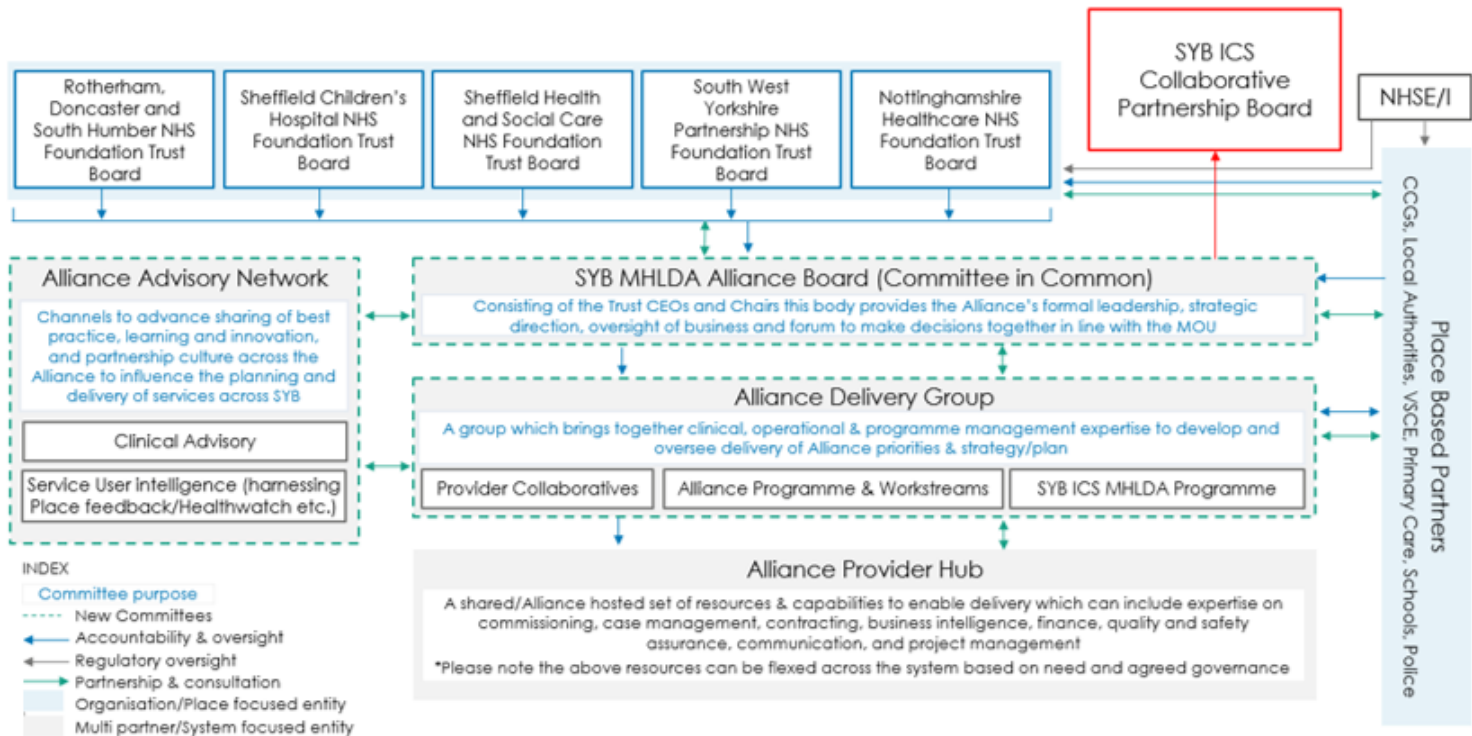 Rotherham,
Doncaster and
South Humber NHS
Foundation Trust
Board
Sheffield Children's
Hospital NHS
Foundation Trust
Board
Sheffield Health
and Social Care
NHS Foundation
Trust Board
South West
Yorkshire
Partnership NHS
Foundation Trust
Board
Nottinghamshire
Healthcare NHS
Foundation Trust
Board
SYB ICS
Collaborative
Partnership Board
NHSE/I
Alliance Advisory Network
Channels to advance sharing of best
practice, learning and innovation,
and partnership culture across the
Alliance to influence the planning and
delivery of services across SYB
Clinical Advisory
Service User intelligence (harnessing
Place feedback/Healthwatch etc.)
SYB MHLDA Alliance Board (Committee in Common)
Consisting of the Trust CEOs and Chairs this body provides the Alliance's formal leadership, strategic
direction, oversight of business and forum to make decisions together in line with the MOU
Alliance Delivery Group
A group which brings together clinical, operational & programme management expertise to develop and
oversee delivery of Alliance priorities & strategy/plan
Provider Collaboratives
Alliance Programme & Workstreams
SYB ICS MHLDA Programme
Alliance Provider Hub
A shared/Alliance hosted set of resources & capabilities to enable delivery which can include expertise on
commissioning, case management, contracting, business intelligence, finance, quality and safety
assurance, communication, and project management
*Please note the above resources can be flexed across the system based on need and agreed governance
Place Based Partners
CCGs, Local Authorities, VSCE, Primary Care, Schools, Police
INDEX
Committee purpose
New Committees
Accountability & oversight
Regulatory oversight
Partnership & consultation
Organisation/Place focused entity
Multi partner/System focused entity